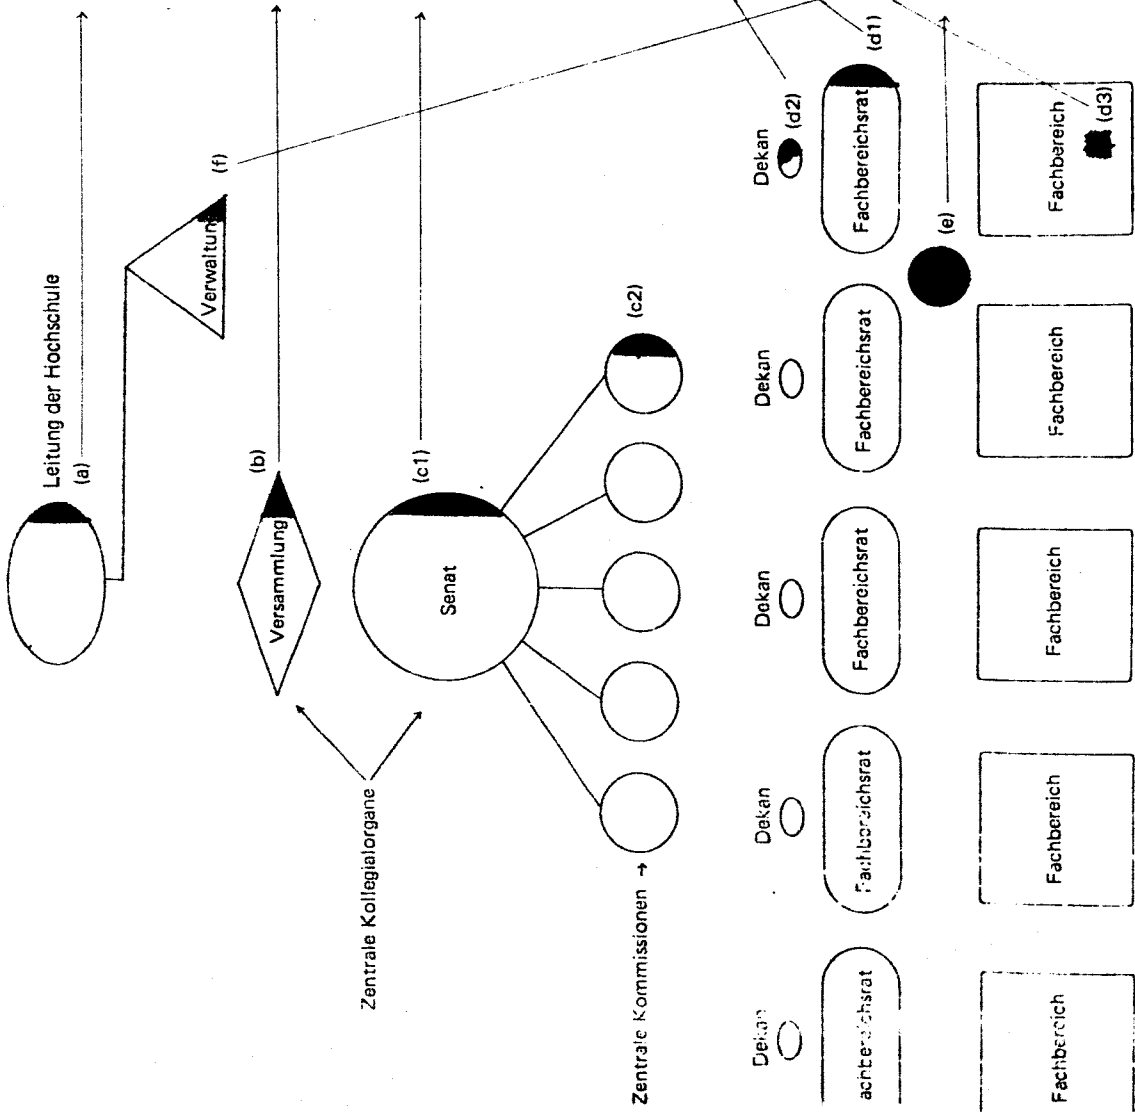 Leitung der Hochschule
(a)
Verwaltung
(f)
(b)
Versammlung
Zentrale Kollegialorgane
(c1)
Senat
(c2)
Zentrale Kommissionen →
Dekan
Dekan
Dekan
Dekan
Dekan
(d2)
achbereichsrat
Fachbereichsrat
Fachbereichsrat
Fachbereichsrat
Fachbereichsrat
(d1)
(e)
Fachbereich
Fachbereich
Fachbereich
Fachbereich
Fachbereich
(d3)